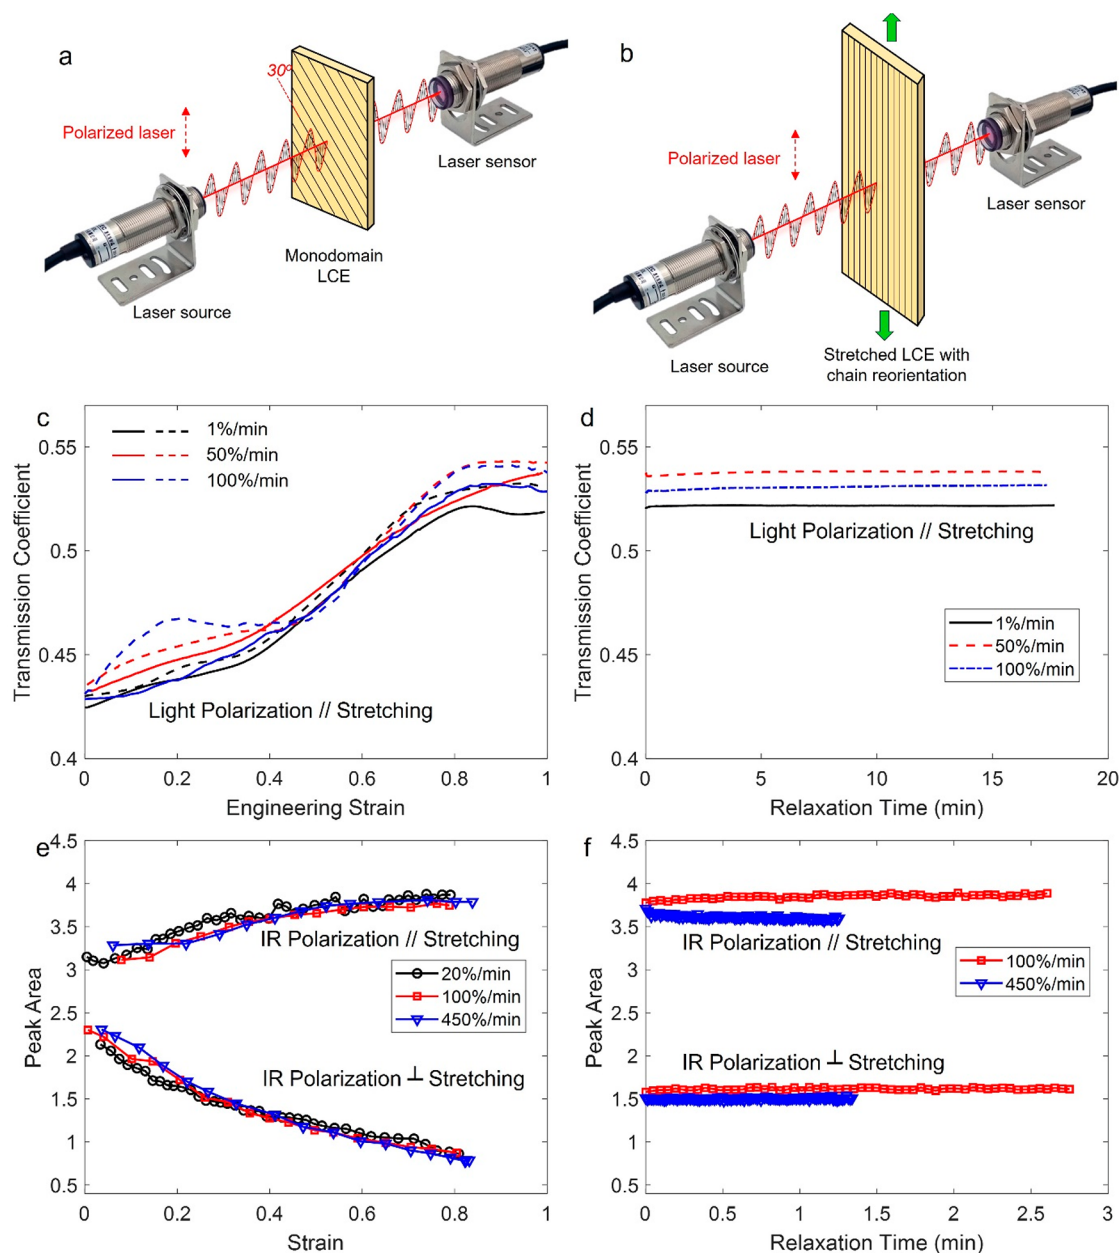 a
30°
Polarized laser
Laser sensor
Monodomain
LCE
Laser source
b
Polarized laser
Laser sensor
Laser source
Stretched LCE with
chain reorientation
c
1%/min
50%/min
100%/min
Light Polarization // Stretching
0.55
0.5
0.45
0.4
Transmission Coefficient
0 0.2 0.4 0.6 0.8 1
Engineering Strain
d
Light Polarization // Stretching
1%/min
50%/min
100%/min
0.55
0.5
0.45
0.4
Transmission Coefficient
0 5 10 15 20
Relaxation Time (min)
e
IR Polarization // Stretching
20%/min
100%/min
450%/min
IR Polarization ⊥ Stretching
4.5
4
3.5
3
2.5
2
1.5
1
0.5
Peak Area
0 0.2 0.4 0.6 0.8 1
Strain
f
IR Polarization // Stretching
100%/min
450%/min
IR Polarization ⊥ Stretching
4.5
4
3.5
3
2.5
2
1.5
1
0.5
Peak Area
0 0.5 1 1.5 2 2.5 3
Relaxation Time (min)